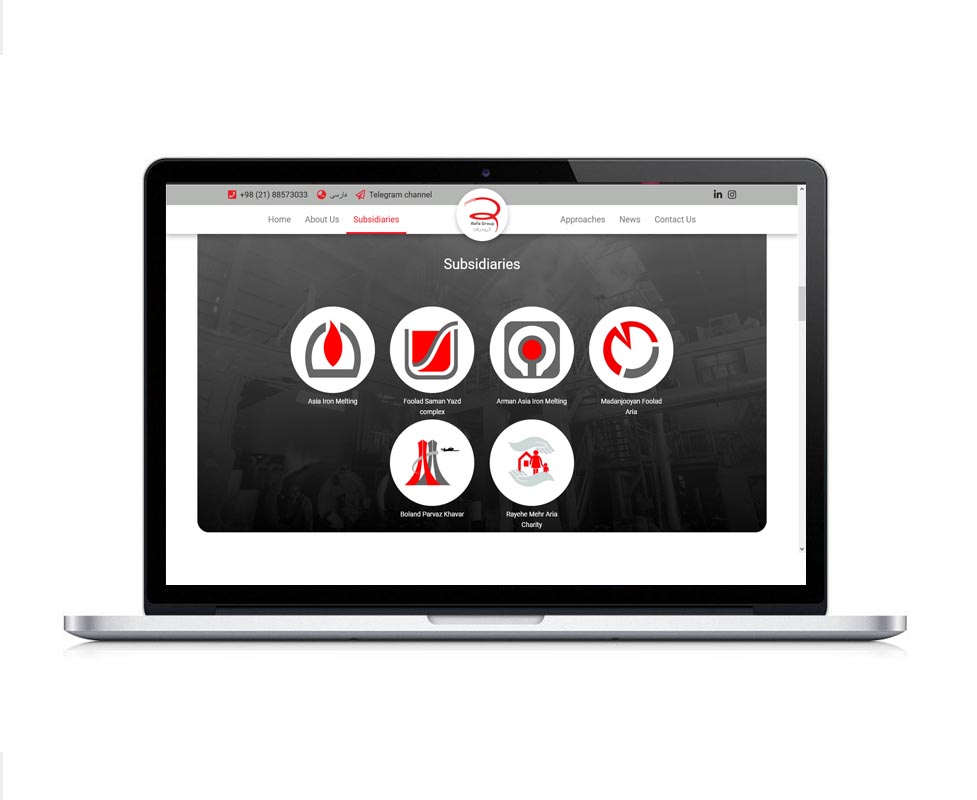 +98 (21) 88573033 فارسی Telegram channel
Home About Us Subsidiaries Approaches News Contact Us
Refa Group
گروه رفا
Subsidiaries
Asia Iron Melting
Foolad Saman Yazd
complex
Arman Asia Iron Melting
Madanjooyan Foolad
Aria
Boland Parvaz Khavar
Rayehe Mehr Aria
Charity